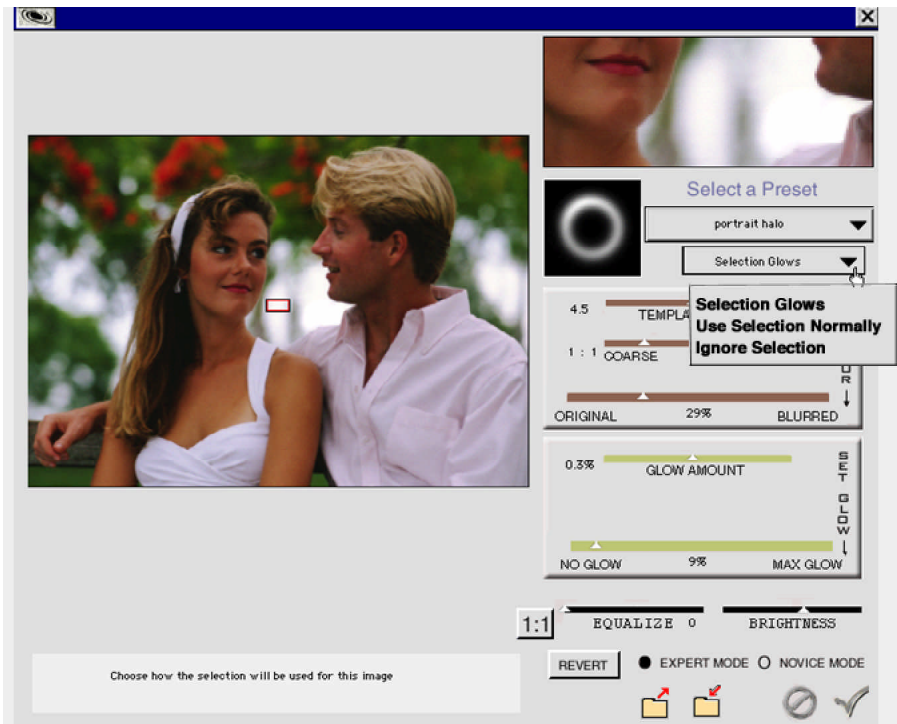 Select a Preset
portrait halo
Selection Glows
Selection Glows
Use Selection Normally
Ignore Selection
4.5
1 : 1 COARSE
ORIGINAL 29% BLURRED
0.3% GLOW AMOUNT
SET GLOW
NO GLOW 9% MAX GLOW
1:1 EQUALIZE 0 BRIGHTNESS
REVERT EXPERT MODE NOVICE MODE
Choose how the selection will be used for this image